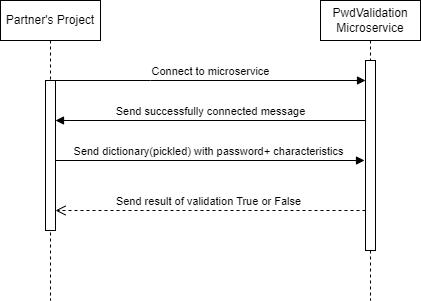 Partner's Project
PwdValidation
Microservice
Connect to microservice
Send successfully connected message
Send dictionary(pickled) with password+ characteristics
Send result of validation True or False